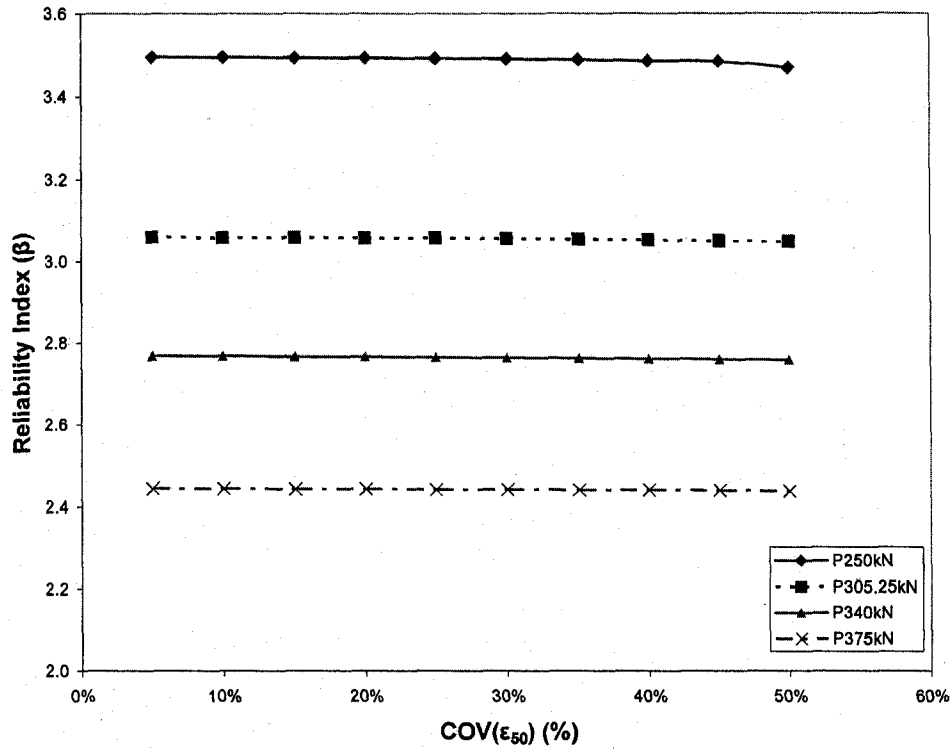 3.6
3.4
3.2
3.0
2.8
2.6
2.4
2.2
2.0
Reliability Index (β)
0%
10%
20%
30%
40%
50%
60%
COV(ε50) (%)
P250kN
P305.25kN
P340kN
P375kN